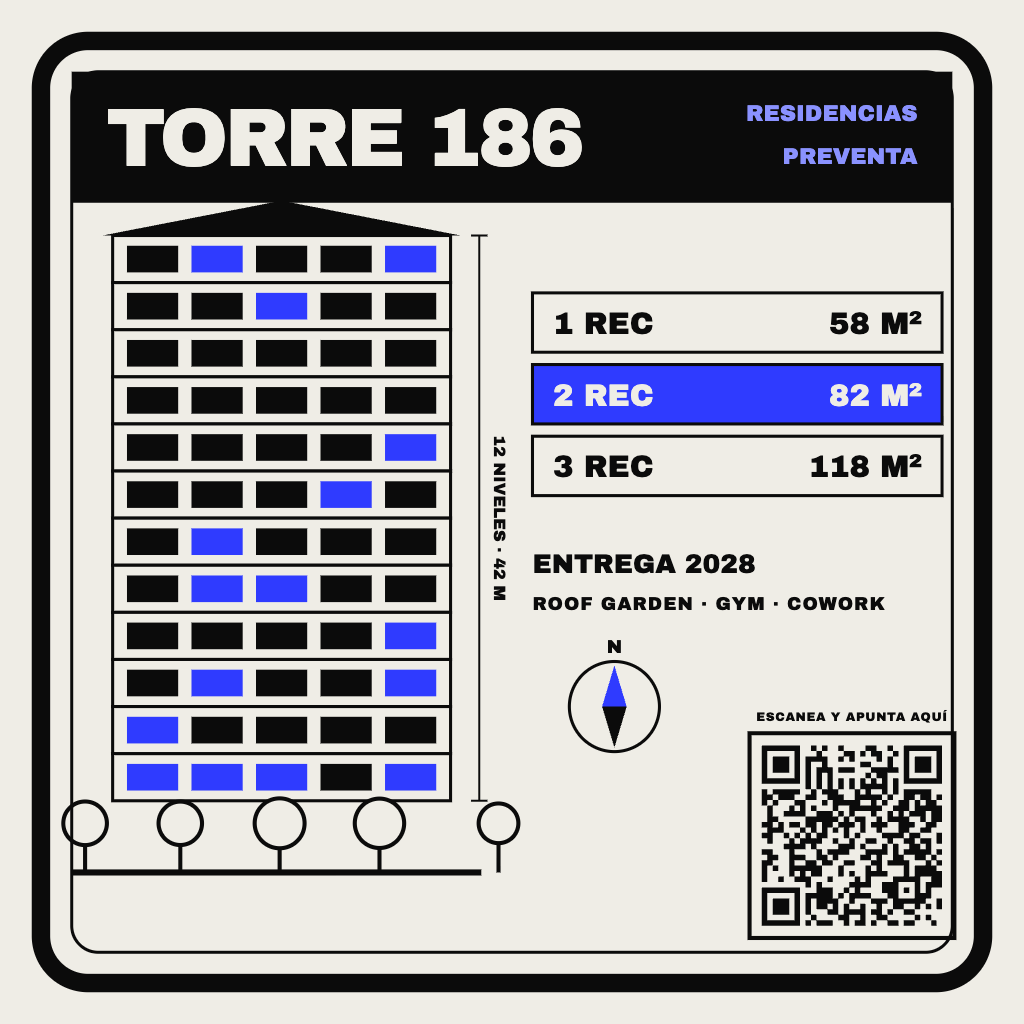 TORRE 186
RESIDENCIAS
PREVENTA
1 REC 58 M²
2 REC 82 M²
3 REC 118 M²
12 NIVELES · 42 M
ENTREGA 2028
ROOF GARDEN · GYM · COWORK
N
ESCANEA Y APUNTA AQUÍ